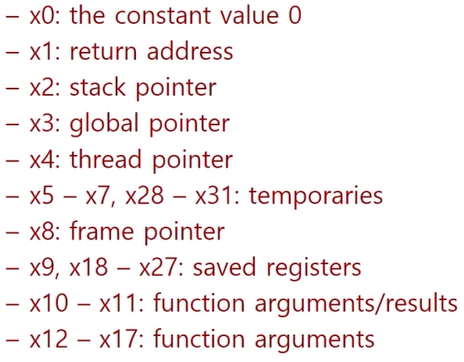 – x0: the constant value 0
– x1: return address
– x2: stack pointer
– x3: global pointer
– x4: thread pointer
– x5 – x7, x28 – x31: temporaries
– x8: frame pointer
– x9, x18 – x27: saved registers
– x10 – x11: function arguments/results
– x12 – x17: function arguments